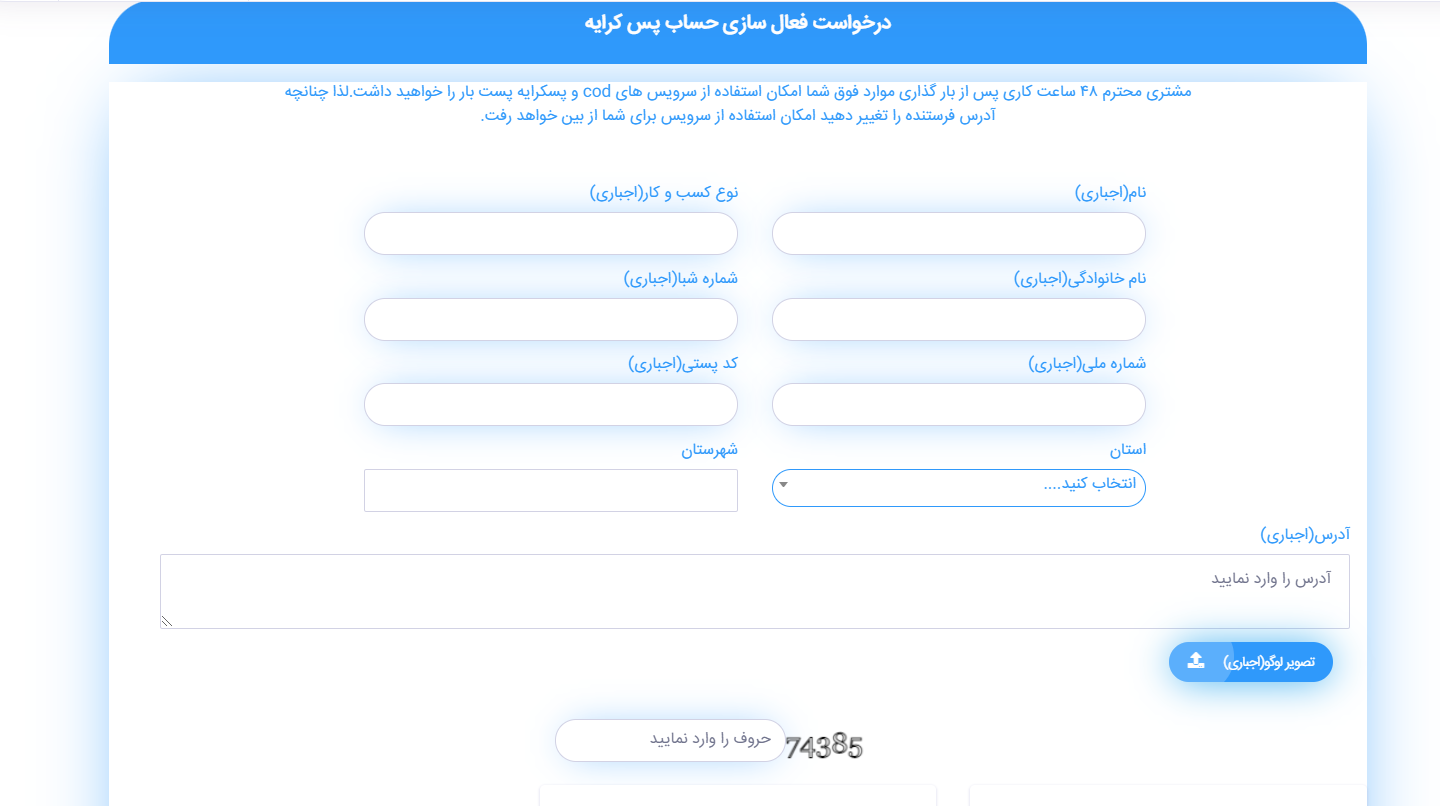 درخواست فعال سازی حساب پس کرایه
مشتری محترم ۴۸ ساعت کاری پس از بار گذاری موارد فوق شما امکان استفاده از سرویس های cod و پسکرایه پست بار را خواهید داشت.لذا چنانچه
آدرس فرستنده را تغییر دهید امکان استفاده از سرویس برای شما از بین خواهد رفت.
نام(اجباری)
نوع کسب و کار(اجباری)
نام خانوادگی(اجباری)
شماره شبا(اجباری)
شماره ملی(اجباری)
کد پستی(اجباری)
استان
شهرستان
انتخاب کنید....
آدرس(اجباری)
آدرس را وارد نمایید
تصویر لوگو(اجباری)
74385
حروف را وارد نمایید